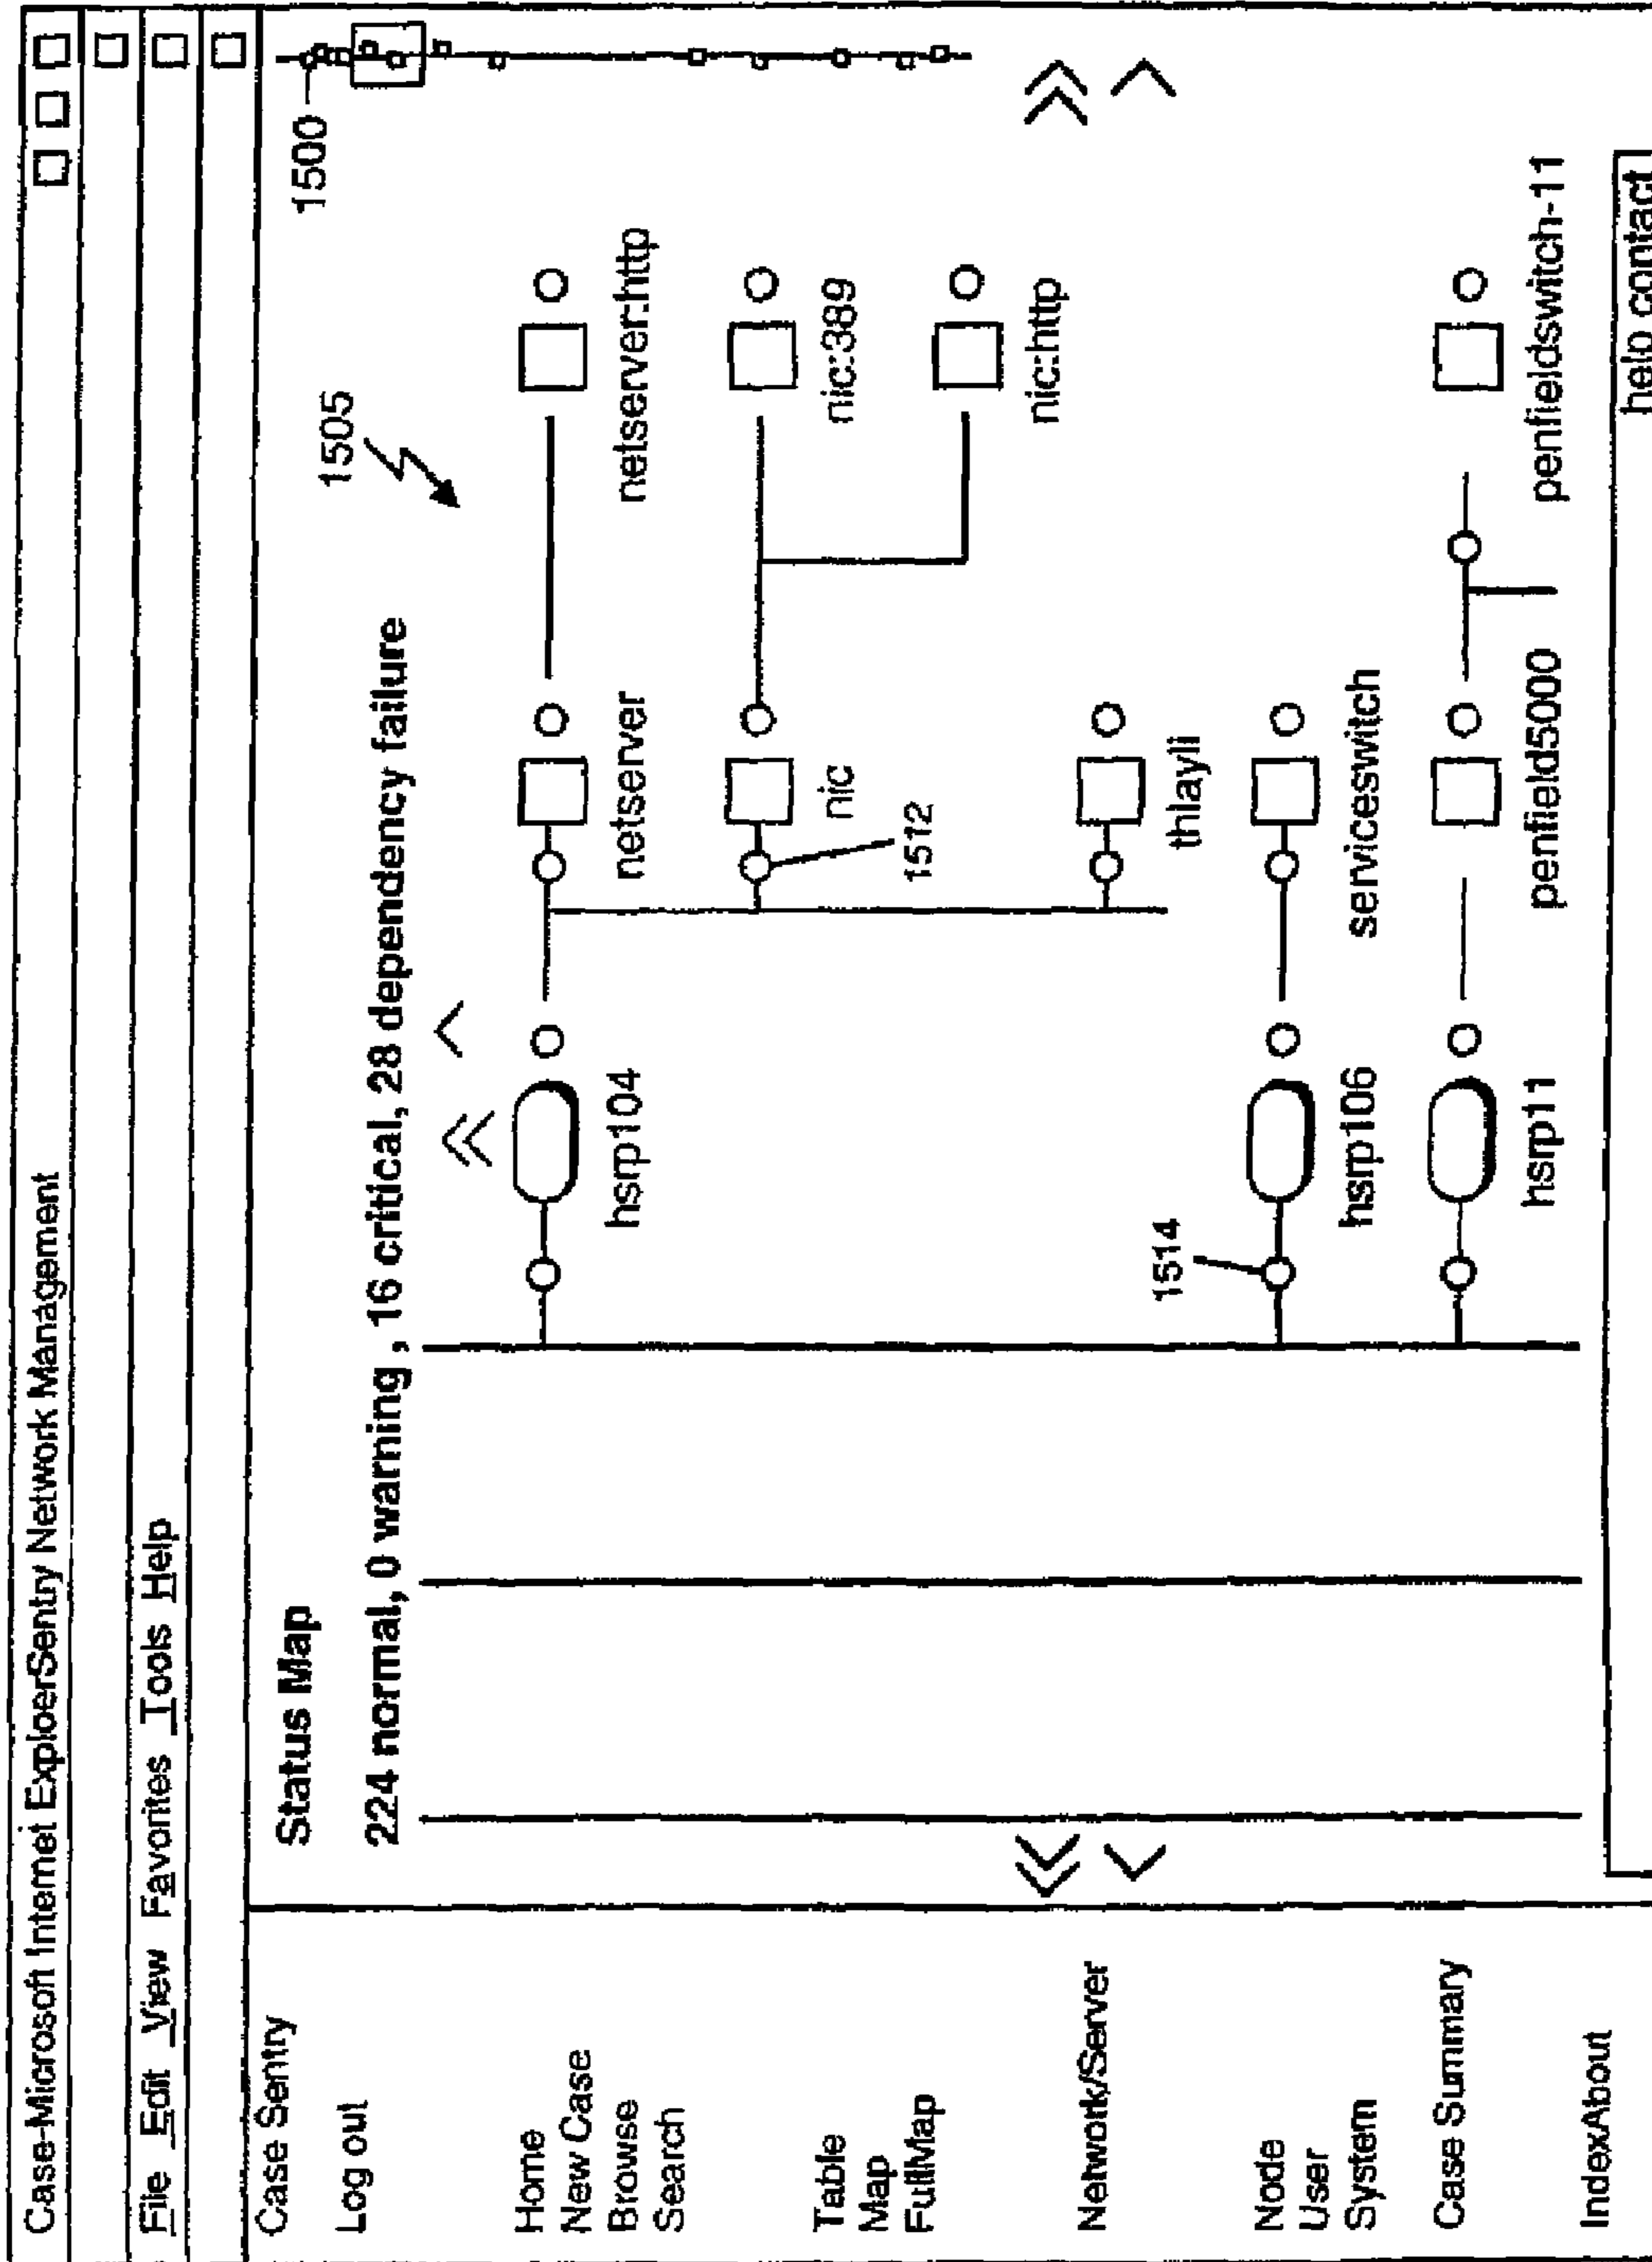 Case-Microsoft Internet ExploerSentry Network Management
File Edit View Favorites Tools Help
Case Sentry
Log out
Home
New Case
Browse
Search
Table
Map
FullMap
Network/Server
Node
User
System
Case Summary
IndexAbout
Status Map
1500
224 normal, 0 warning , 16 critical, 28 dependency failure
1505
hsrp104
netserver
netserver:http
nic
nic:389
1512
nic:http
thlayli
1514
hsrp106
serviceswitch
hsrp11
penfield5000
penfieldswitch-11
help contact